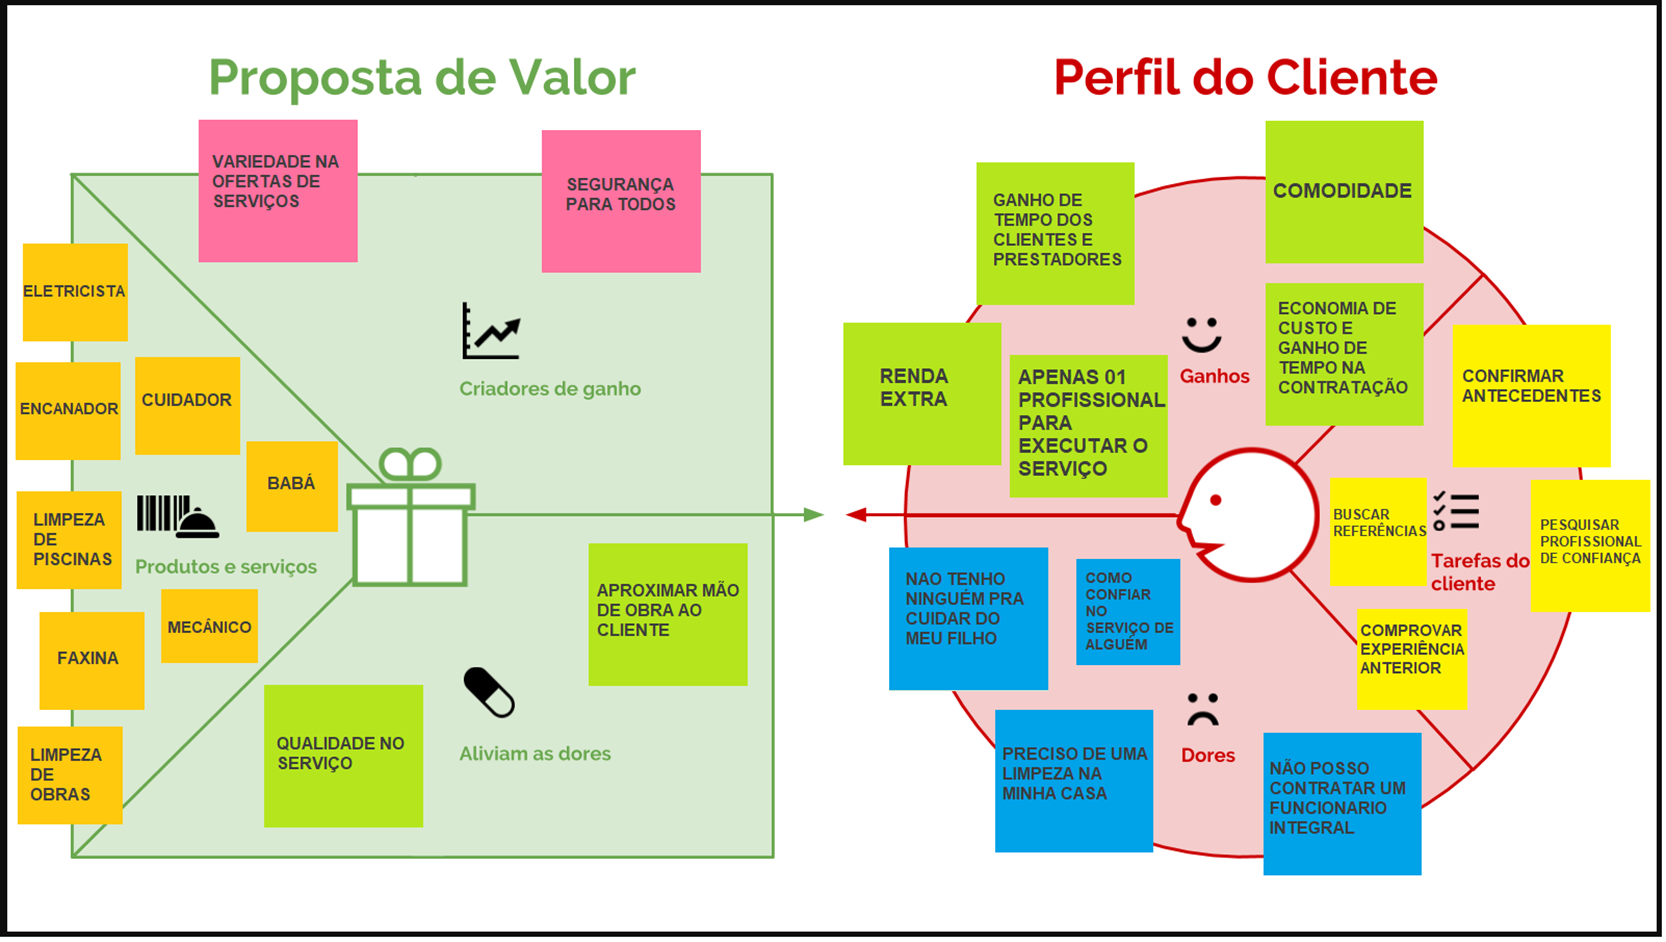 Proposta de Valor
VARIEDADE NA
OFERTAS DE
SERVIÇOS
SEGURANÇA
PARA TODOS
ELETRICISTA
ENCANADOR
CUIDADOR
BABÁ
LIMPEZA
DE
PISCINAS
Produtos e serviços
MECÂNICO
FAXINA
LIMPEZA
DE
OBRAS
Criadores de ganho
APROXIMAR MÃO
DE OBRA AO
CLIENTE
QUALIDADE NO
SERVIÇO
Aliviam as dores
Perfil do Cliente
GANHO DE
TEMPO DOS
CLIENTES E
PRESTADORES
COMODIDADE
RENDA
EXTRA
APENAS 01
PROFISSIONAL
PARA
EXECUTAR O
SERVIÇO
Ganhos
ECONOMIA DE
CUSTO E
GANHO DE
TEMPO NA
CONTRATAÇÃO
CONFIRMAR
ANTECEDENTES
BUSCAR
REFERÊNCIAS
Tarefas do
cliente
PESQUISAR
PROFISSIONAL
DE CONFIANÇA
COMPROVAR
EXPERIÊNCIA
ANTERIOR
NAO TENHO
NINGUÉM PRA
CUIDAR DO
MEU FILHO
COMO
CONFIAR
NO
SERVIÇO DE
ALGUÉM
PRECISO DE UMA
LIMPEZA NA
MINHA CASA
Dores
NÃO POSSO
CONTRATAR UM
FUNCIONARIO
INTEGRAL